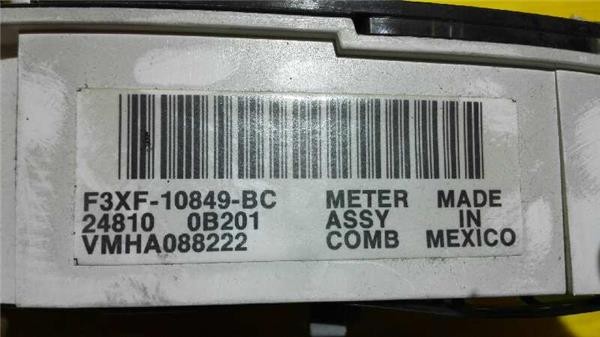 F3XF-10849-BC METER MADE
24810 0B201 ASSY IN
VMHA088222 COMB MEXICO